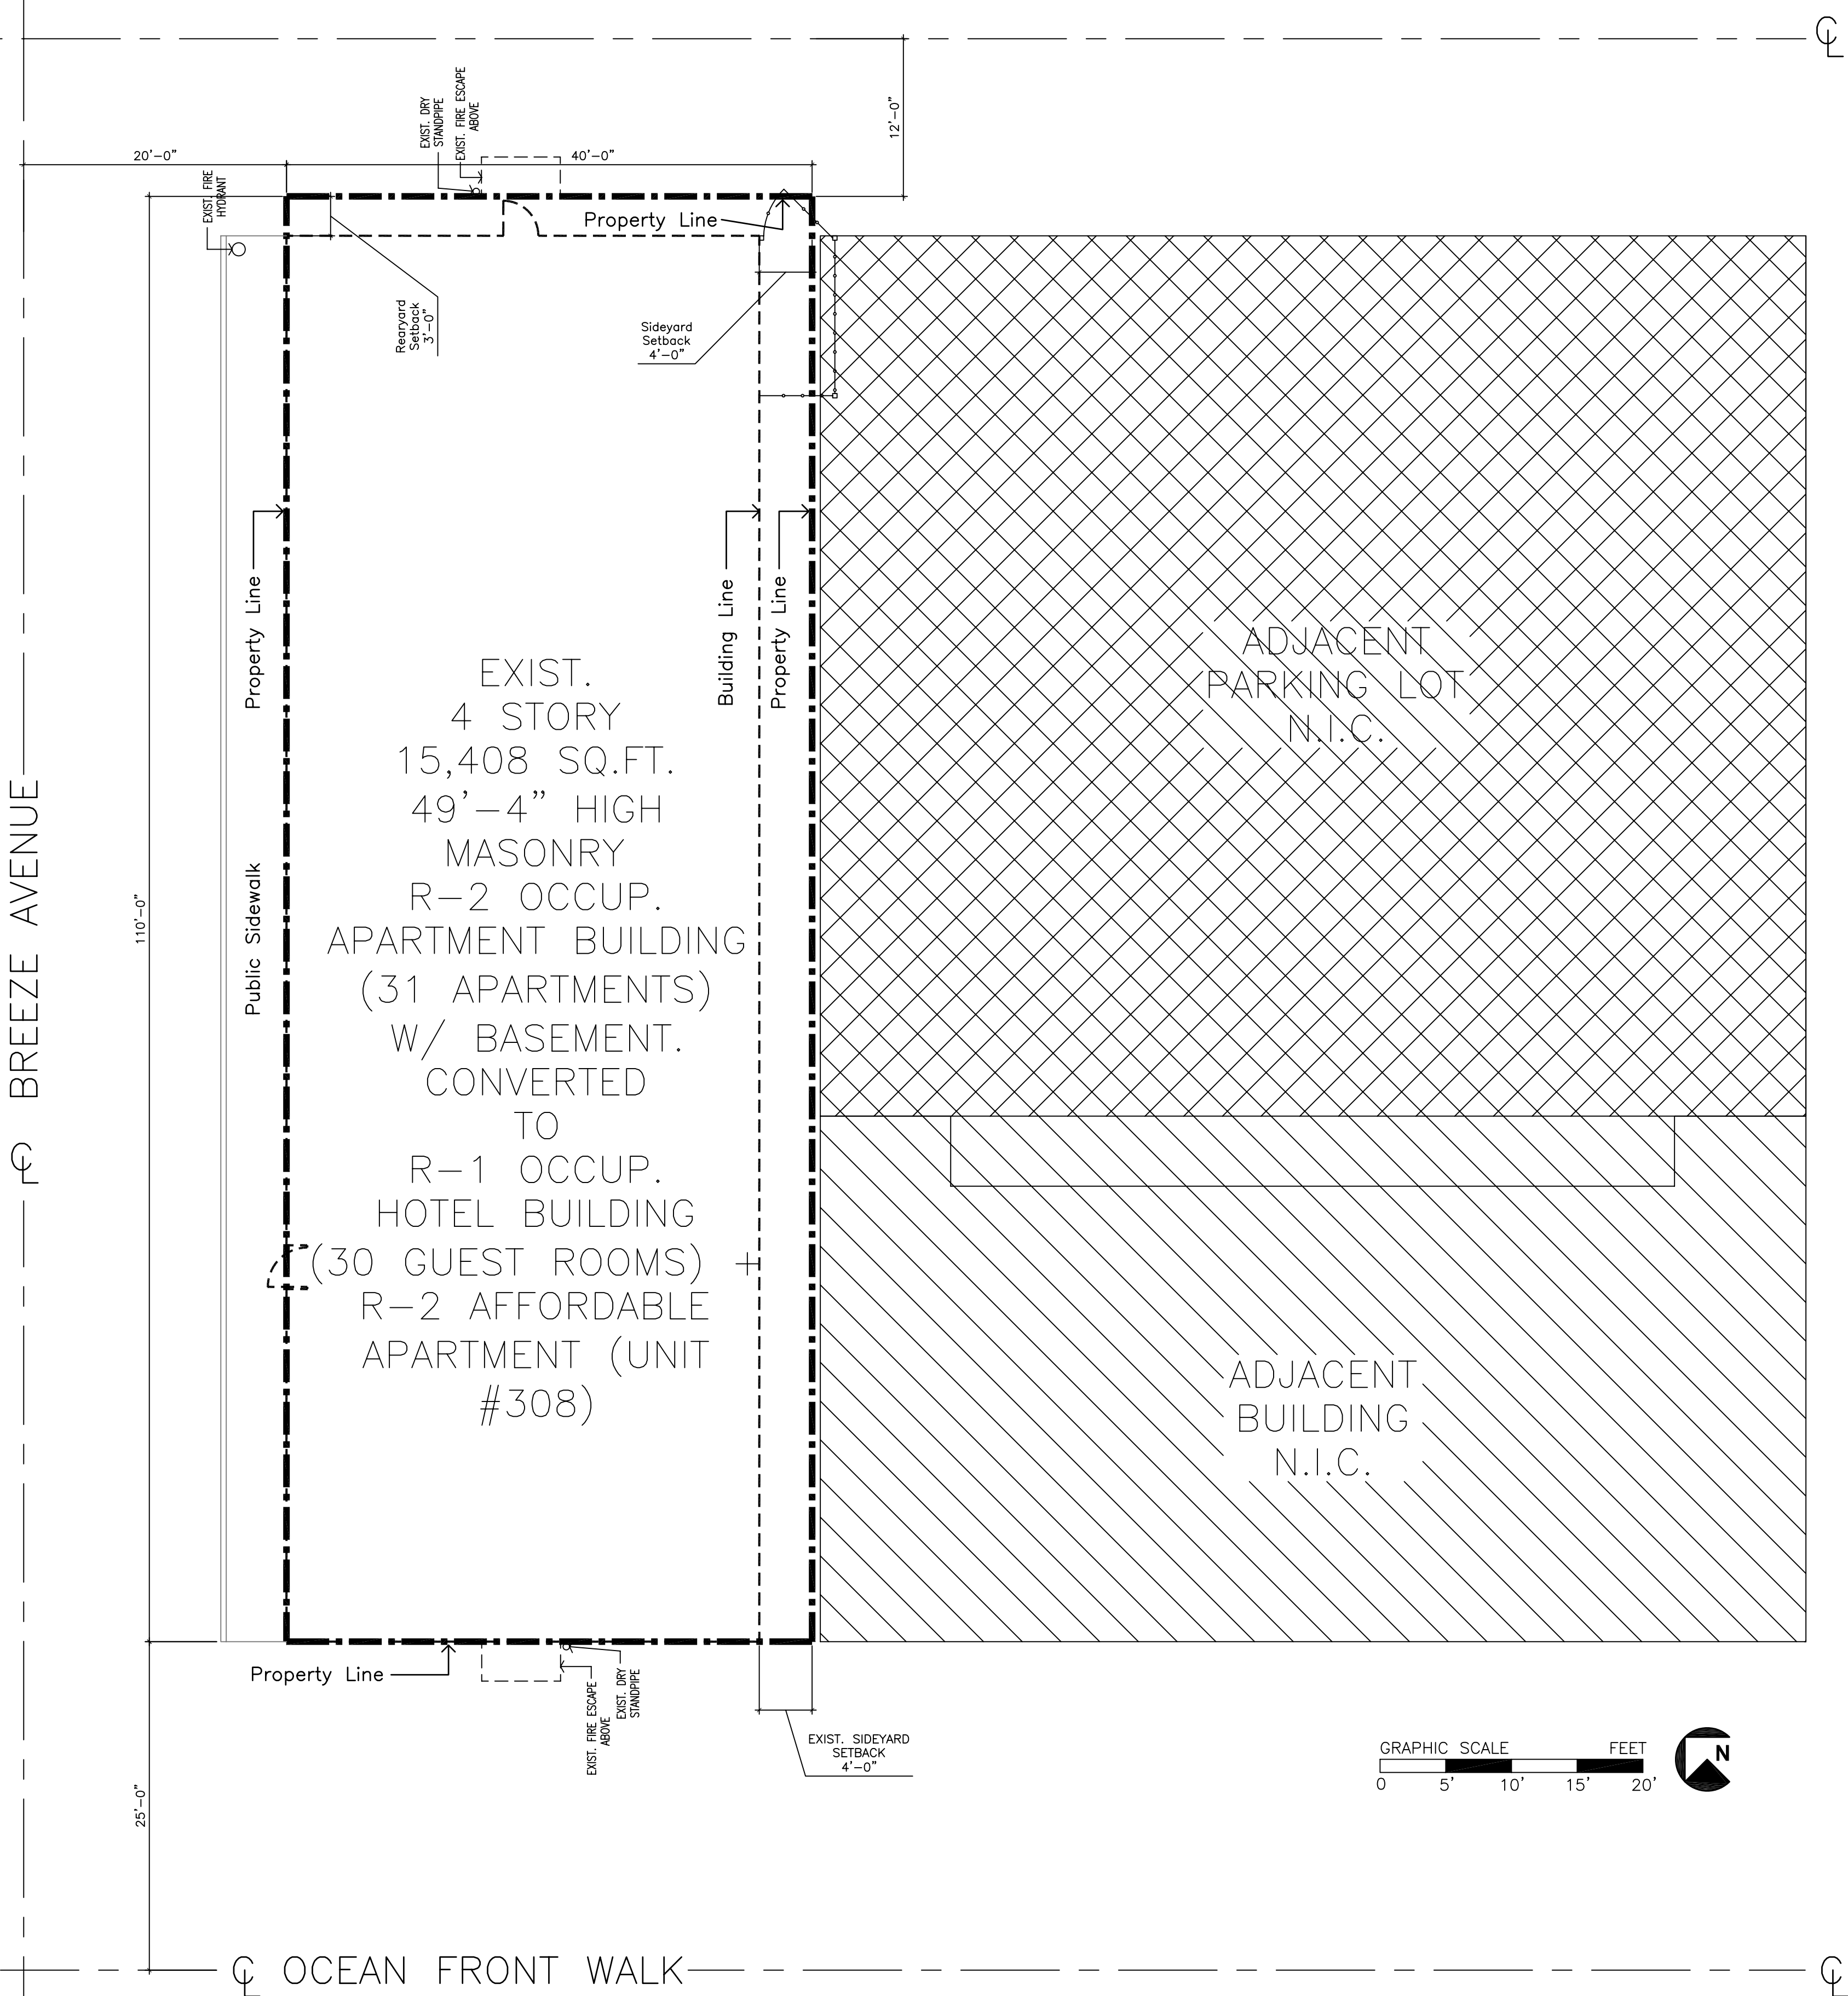 ℄
12'-0"
20'-0"
40'-0"
EXIST. DRY
STANDPIPE
EXIST. FIRE ESCAPE
ABOVE
EXIST. FIRE
HYDRANT
Property Line
Rearyard
Setback
3'-0"
Sideyard
Setback
4'-0"
Property Line
Building Line
Property Line
EXIST.
4 STORY
15,408 SQ.FT.
49'-4" HIGH
MASONRY
R-2 OCCUP.
APARTMENT BUILDING
(31 APARTMENTS)
W/ BASEMENT.
CONVERTED
TO
R-1 OCCUP.
HOTEL BUILDING
(30 GUEST ROOMS) +
R-2 AFFORDABLE
APARTMENT (UNIT
#308)
ADJACENT
PARKING LOT
N.I.C.
℄ BREEZE AVENUE
110'-0"
Public Sidewalk
ADJACENT
BUILDING
N.I.C.
Property Line
EXIST. FIRE ESCAPE
ABOVE
EXIST. DRY
STANDPIPE
EXIST. SIDEYARD
SETBACK
4'-0"
GRAPHIC SCALE FEET
0 5' 10' 15' 20'
N
25'-0"
℄ OCEAN FRONT WALK
℄